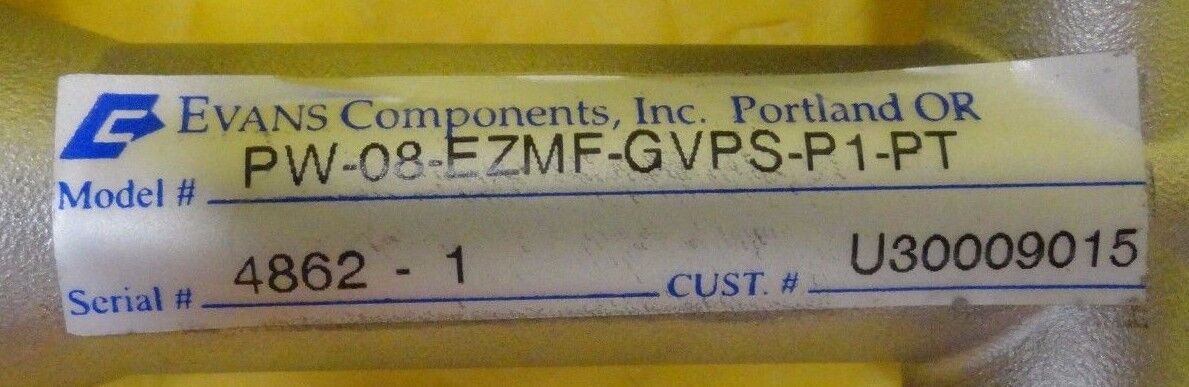 EVANS Components, Inc. Portland OR
Model # PW-08-EZMF-GVPS-P1-PT
Serial # 4862 - 1 CUST. # U30009015